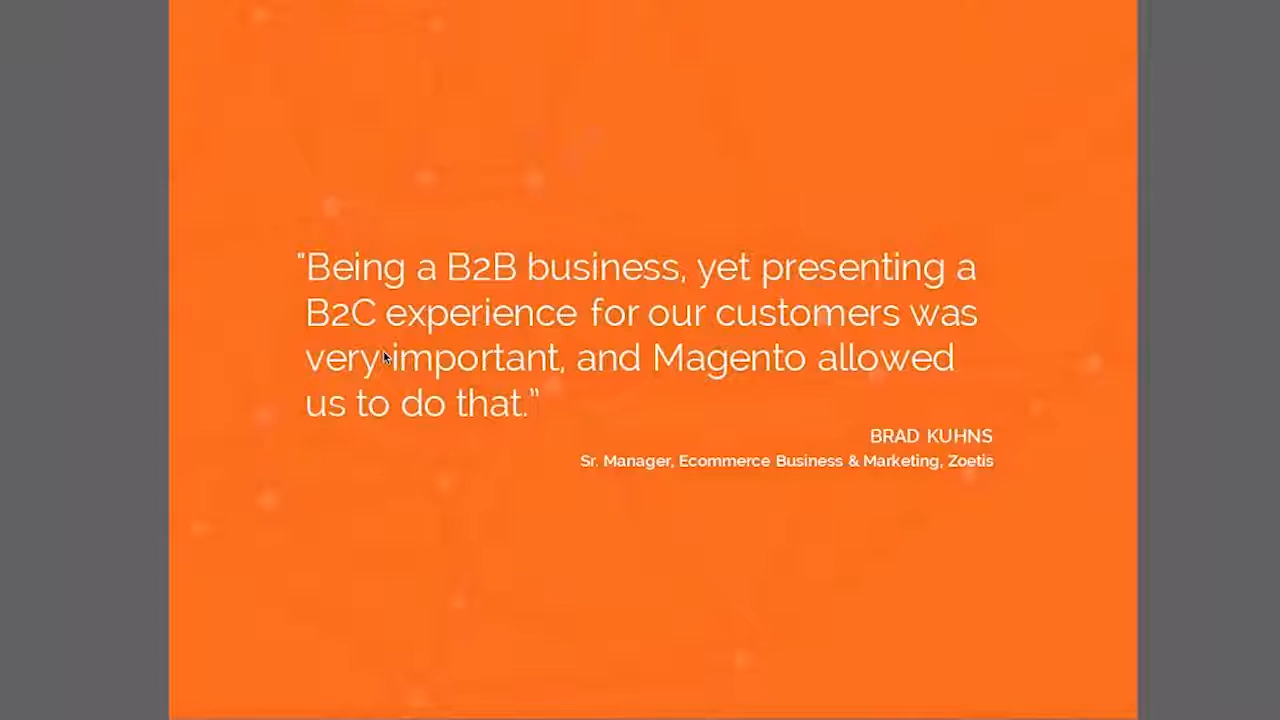 "Being a B2B business, yet presenting a
B2C experience for our customers was
very important, and Magento allowed
us to do that.”
BRAD KUHNS
Sr. Manager, Ecommerce Business & Marketing, Zoetis